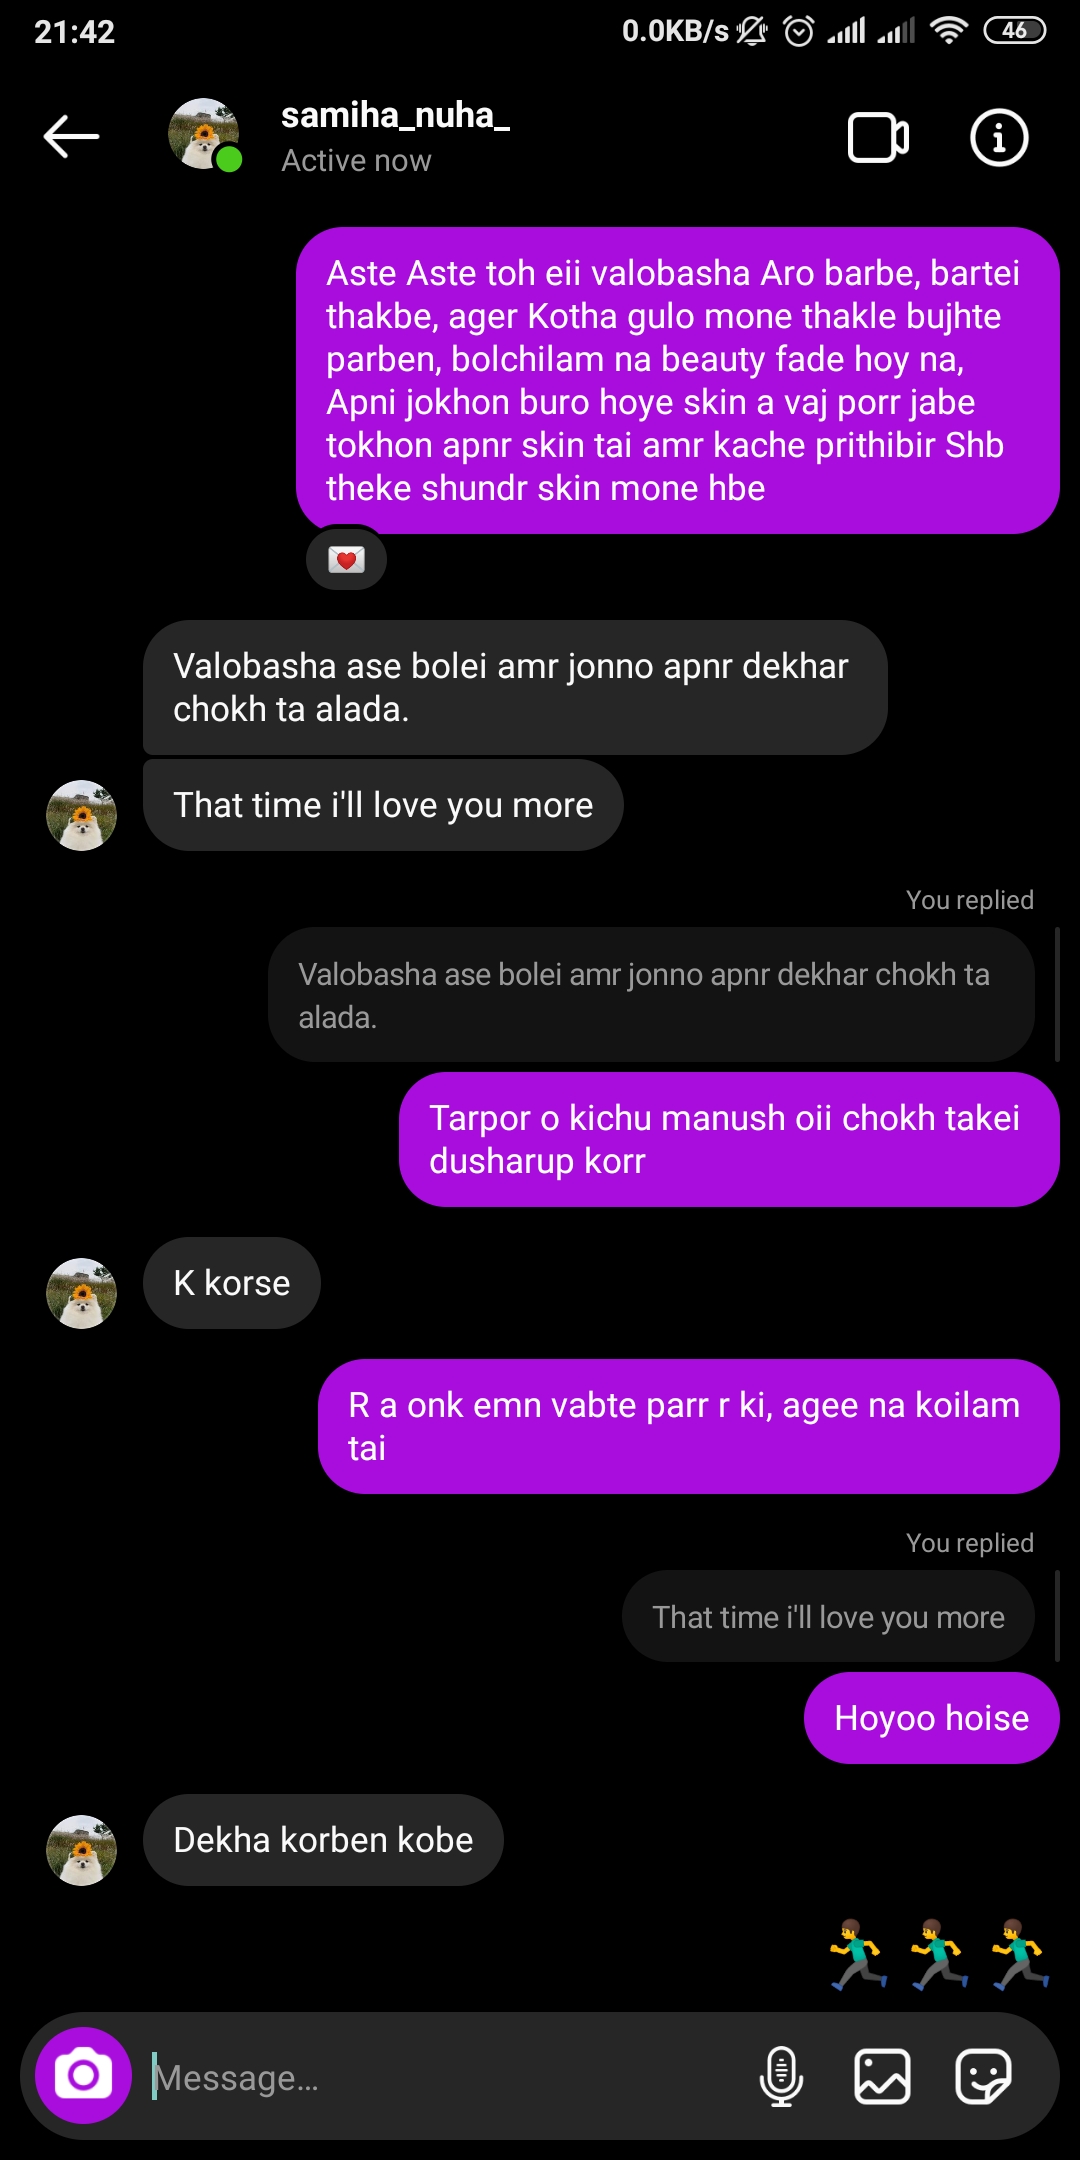 21:42
0.0KB/s
46
samiha_nuha_
Active now
Aste Aste toh eii valobasha Aro barbe, bartei
thakbe, ager Kotha gulo mone thakle bujhte
parben, bolchilam na beauty fade hoy na,
Apni jokhon buro hoye skin a vaj porr jabe
tokhon apnr skin tai amr kache prithibir Shb
theke shundr skin mone hbe
Valobasha ase bolei amr jonno apnr dekhar
chokh ta alada.
That time i'll love you more
You replied
Valobasha ase bolei amr jonno apnr dekhar chokh ta
alada.
Tarpor o kichu manush oii chokh takei
dusharup korr
K korse
R a onk emn vabte parr r ki, agee na koilam
tai
You replied
That time i'll love you more
Hoyoo hoise
Dekha korben kobe
Message...